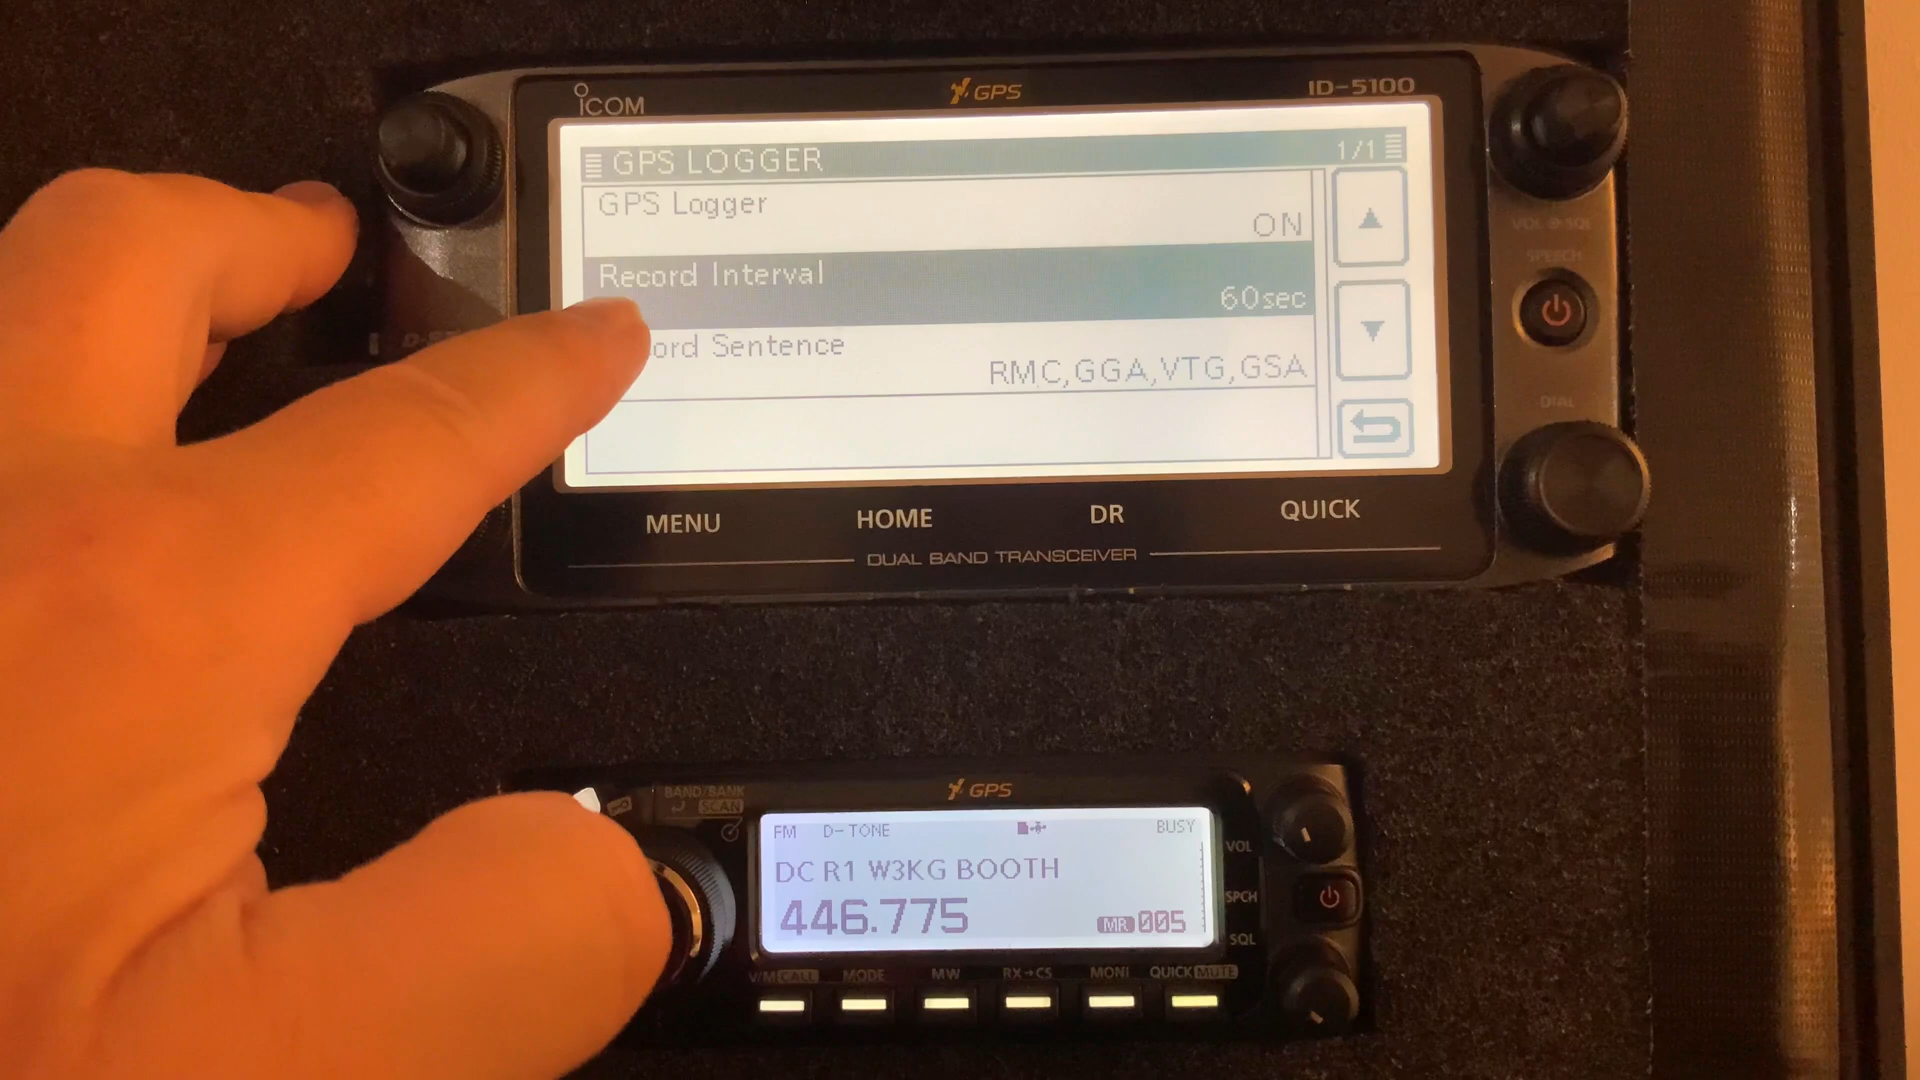 ICOM
GPS
ID-5100
GPS LOGGER
1/1
GPS Logger
ON
Record Interval
60sec
Sentence
RMC,GGA,VTG,GSA
VOL SQL
SPEECH
DIAL
MENU
HOME
DR
QUICK
DUAL BAND TRANSCEIVER
BAND/BANK
SCAN
GPS
FM
D-TONE
BUSY
DC R1 W3KG BOOTH
446.775
MR 005
VOL
SPCH
SQL
V/M CALL
MODE
MW
RX→CS
MONI
QUICK MUTE